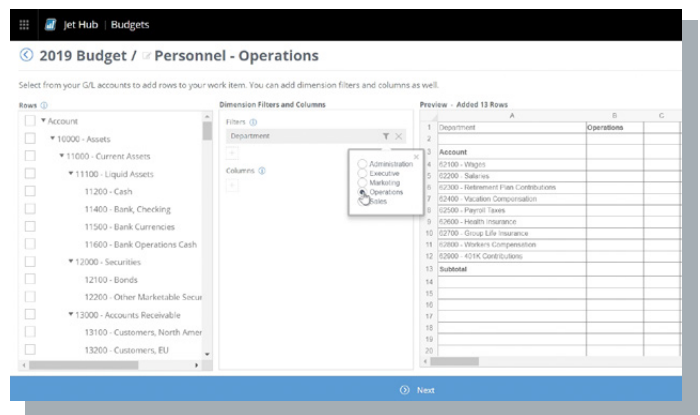 Jet Hub | Budgets
2019 Budget / Personnel - Operations
Select from your G/L accounts to add rows to your work item. You can add dimension filters and columns as well.
Rows
Account
10000 - Assets
11000 - Current Assets
11100 - Liquid Assets
11200 - Cash
11400 - Bank, Checking
11500 - Bank Currencies
11600 - Bank Operations Cash
12000 - Securities
12100 - Bonds
12200 - Other Marketable Secur
13000 - Accounts Receivable
13100 - Customers, North Amer
13200 - Customers, EU
Dimension Filters and Columns
Filters
Department
Columns
Administration
Executive
Marketing
Operations
Sales
Preview - Added 13 Rows
A B C
1 Department Operations
2
3 Account
4 62100 - Wages
5 62200 - Salaries
6 62300 - Retirement Plan Contributions
7 62400 - Vacation Compensation
8 62500 - Payroll Taxes
9 62600 - Health Insurance
10 62700 - Group Life Insurance
11 62800 - Workers Compensation
12 62900 - 401K Contributions
13 Subtotal
14
15
16
17
18
19
20
Next